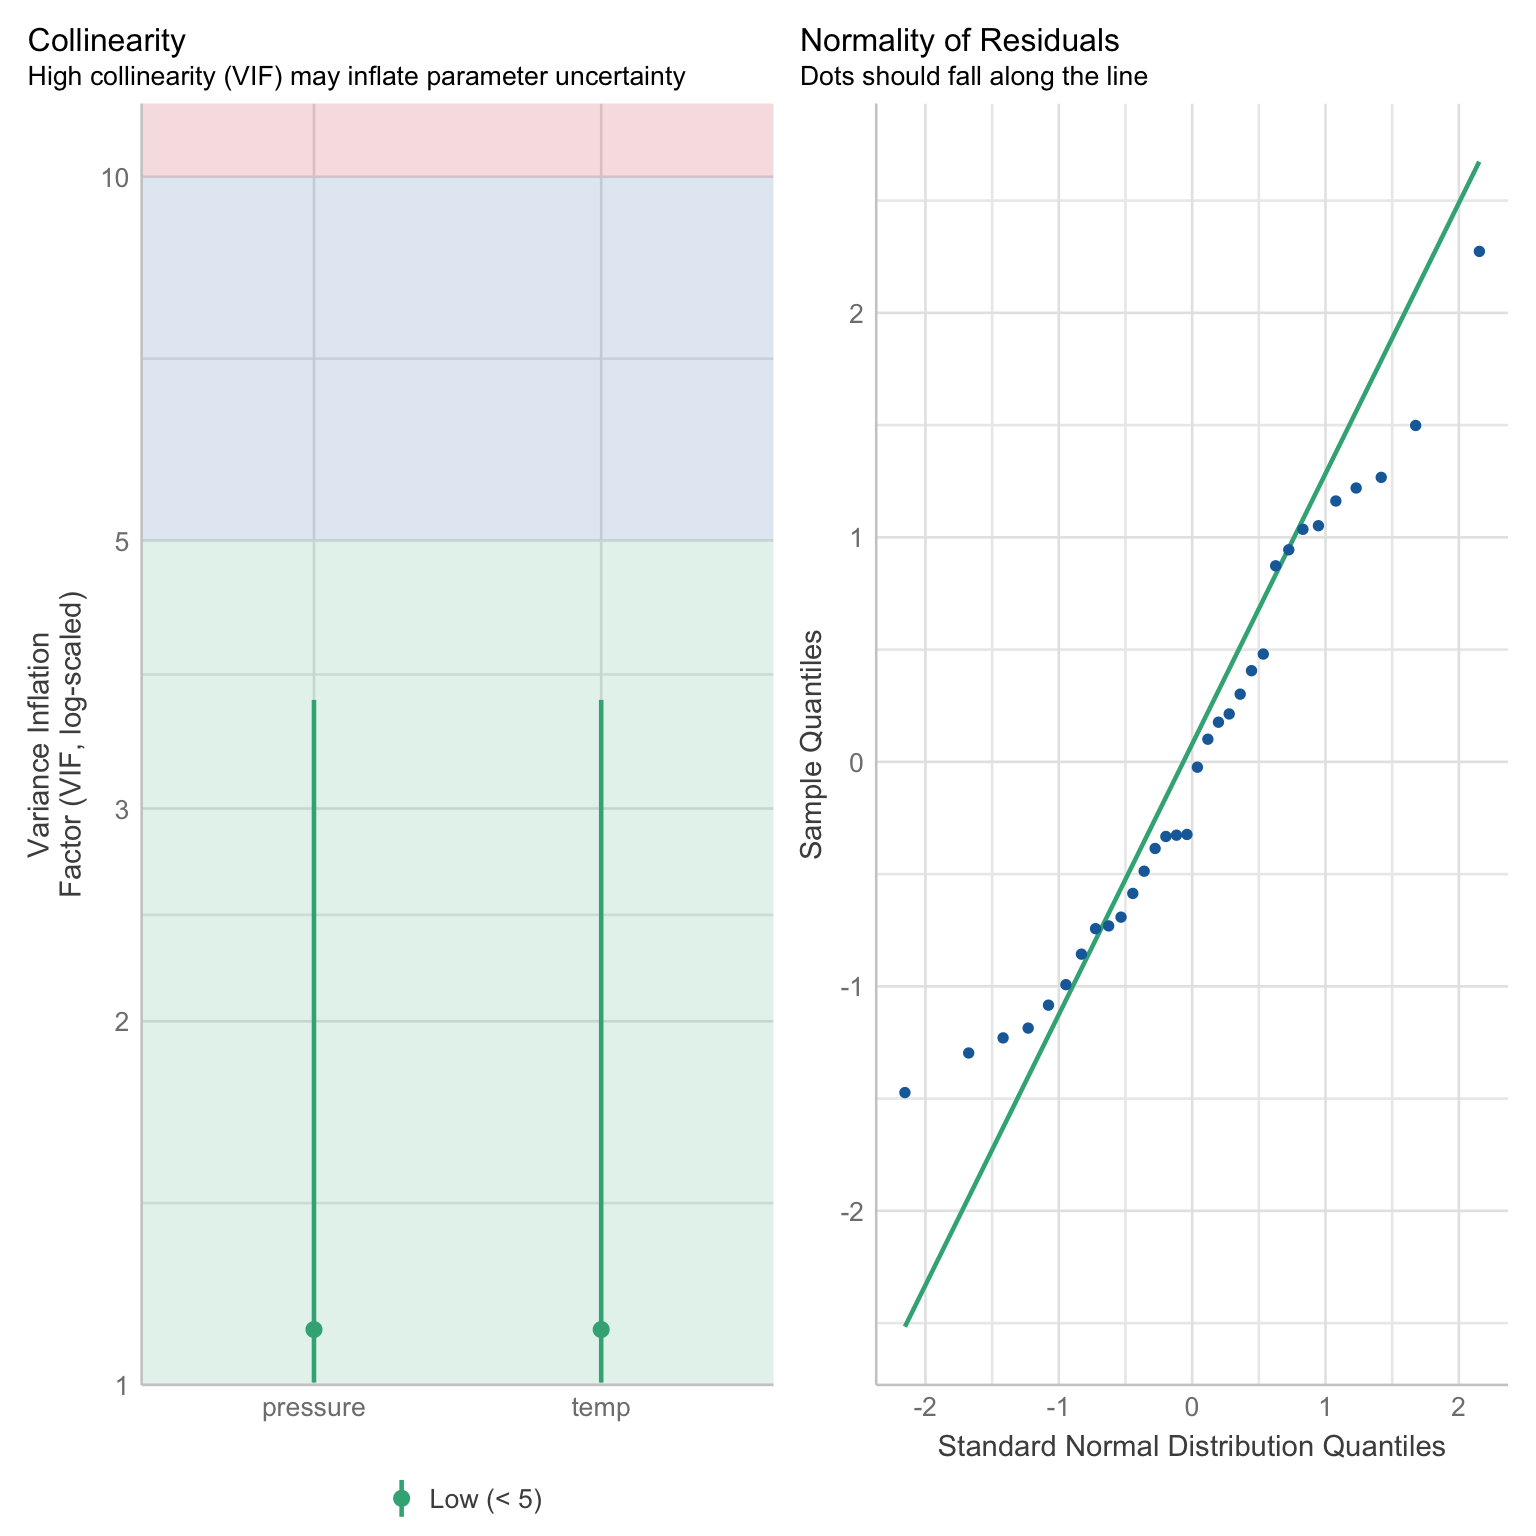 Collinearity
High collinearity (VIF) may inflate parameter uncertainty
10
5
3
2
1
Variance Inflation
Factor (VIF, log-scaled)
pressure
temp
Low (< 5)
Normality of Residuals
Dots should fall along the line
2
1
0
-1
-2
Sample Quantiles
-2
-1
0
1
2
Standard Normal Distribution Quantiles